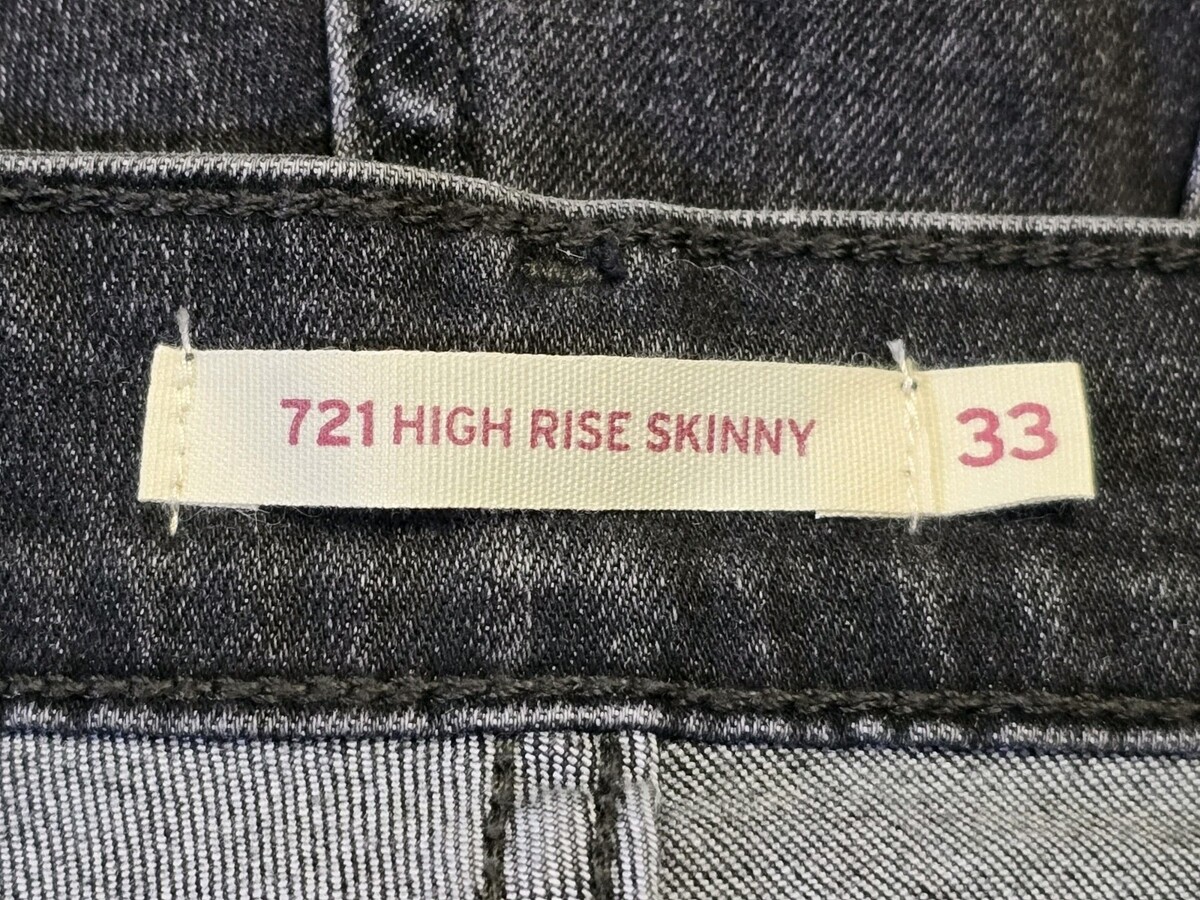 721 HIGH RISE SKINNY 33